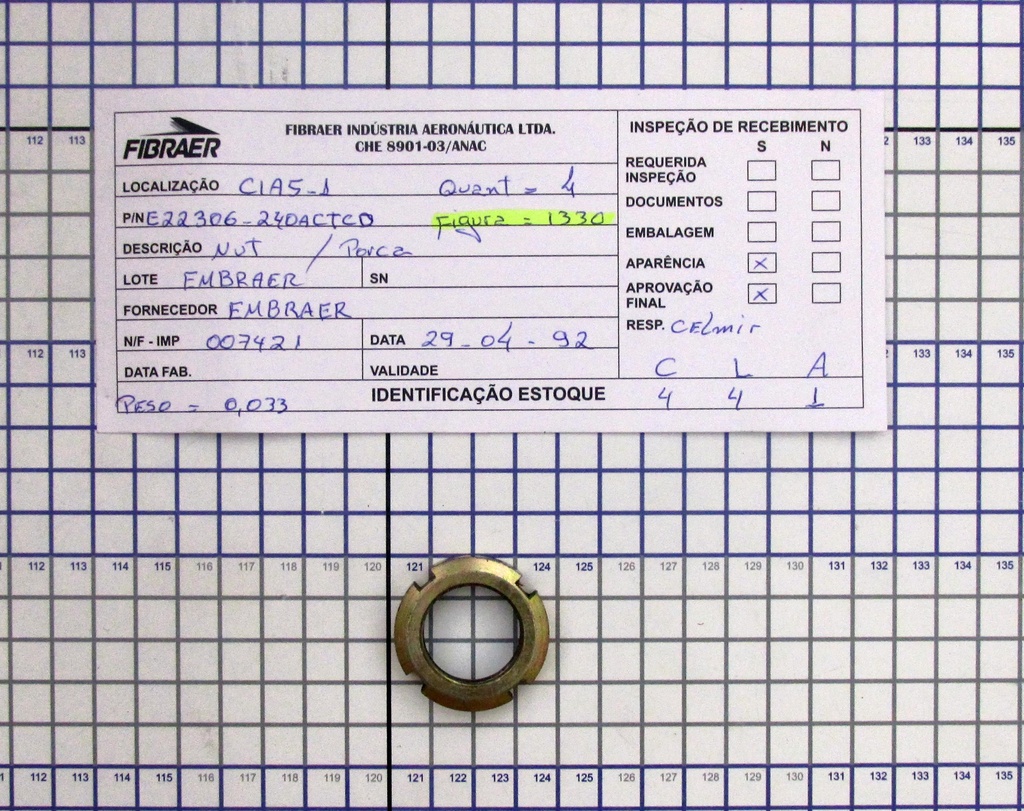 112 113 132 133 134 135
FIBRAER
FIBRAER INDÚSTRIA AERONÁUTICA LTDA.
CHE 8901-03/ANAC
LOCALIZAÇÃO C1A5-1 Quant = 4
P/N E22306-240ACTCD Figura = 1330
DESCRIÇÃO Nut / Porca
LOTE EMBRAER SN
FORNECEDOR EMBRAER
N/F - IMP 007421 DATA 29-04-92
DATA FAB. VALIDADE
PESO = 0,033 IDENTIFICAÇÃO ESTOQUE
INSPEÇÃO DE RECEBIMENTO
S N
REQUERIDA
INSPEÇÃO
DOCUMENTOS
EMBALAGEM
APARÊNCIA X
APROVAÇÃO
FINAL X
RESP. CELmir
C L A
4 4 1
112 113 133 134 135
112 113 114 115 116 117 118 119 120 121 124 125 126 127 128 129 130 131 132 133 134 135
112 113 114 115 116 117 118 119 120 121 122 123 124 125 126 127 128 129 130 131 132 133 134 135